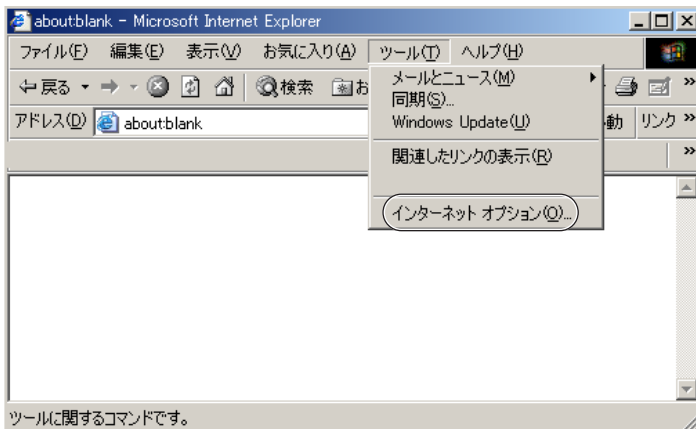 about:blank - Microsoft Internet Explorer
ファイル(F) 編集(E) 表示(V) お気に入り(A) ツール(T) ヘルプ(H)
戻る 検索 お
アドレス(D) about:blank 動 リンク »
メールとニュース(M)
同期(S)...
Windows Update(U)
関連したリンクの表示(R)
インターネット オプション(O)...
ツールに関するコマンドです。